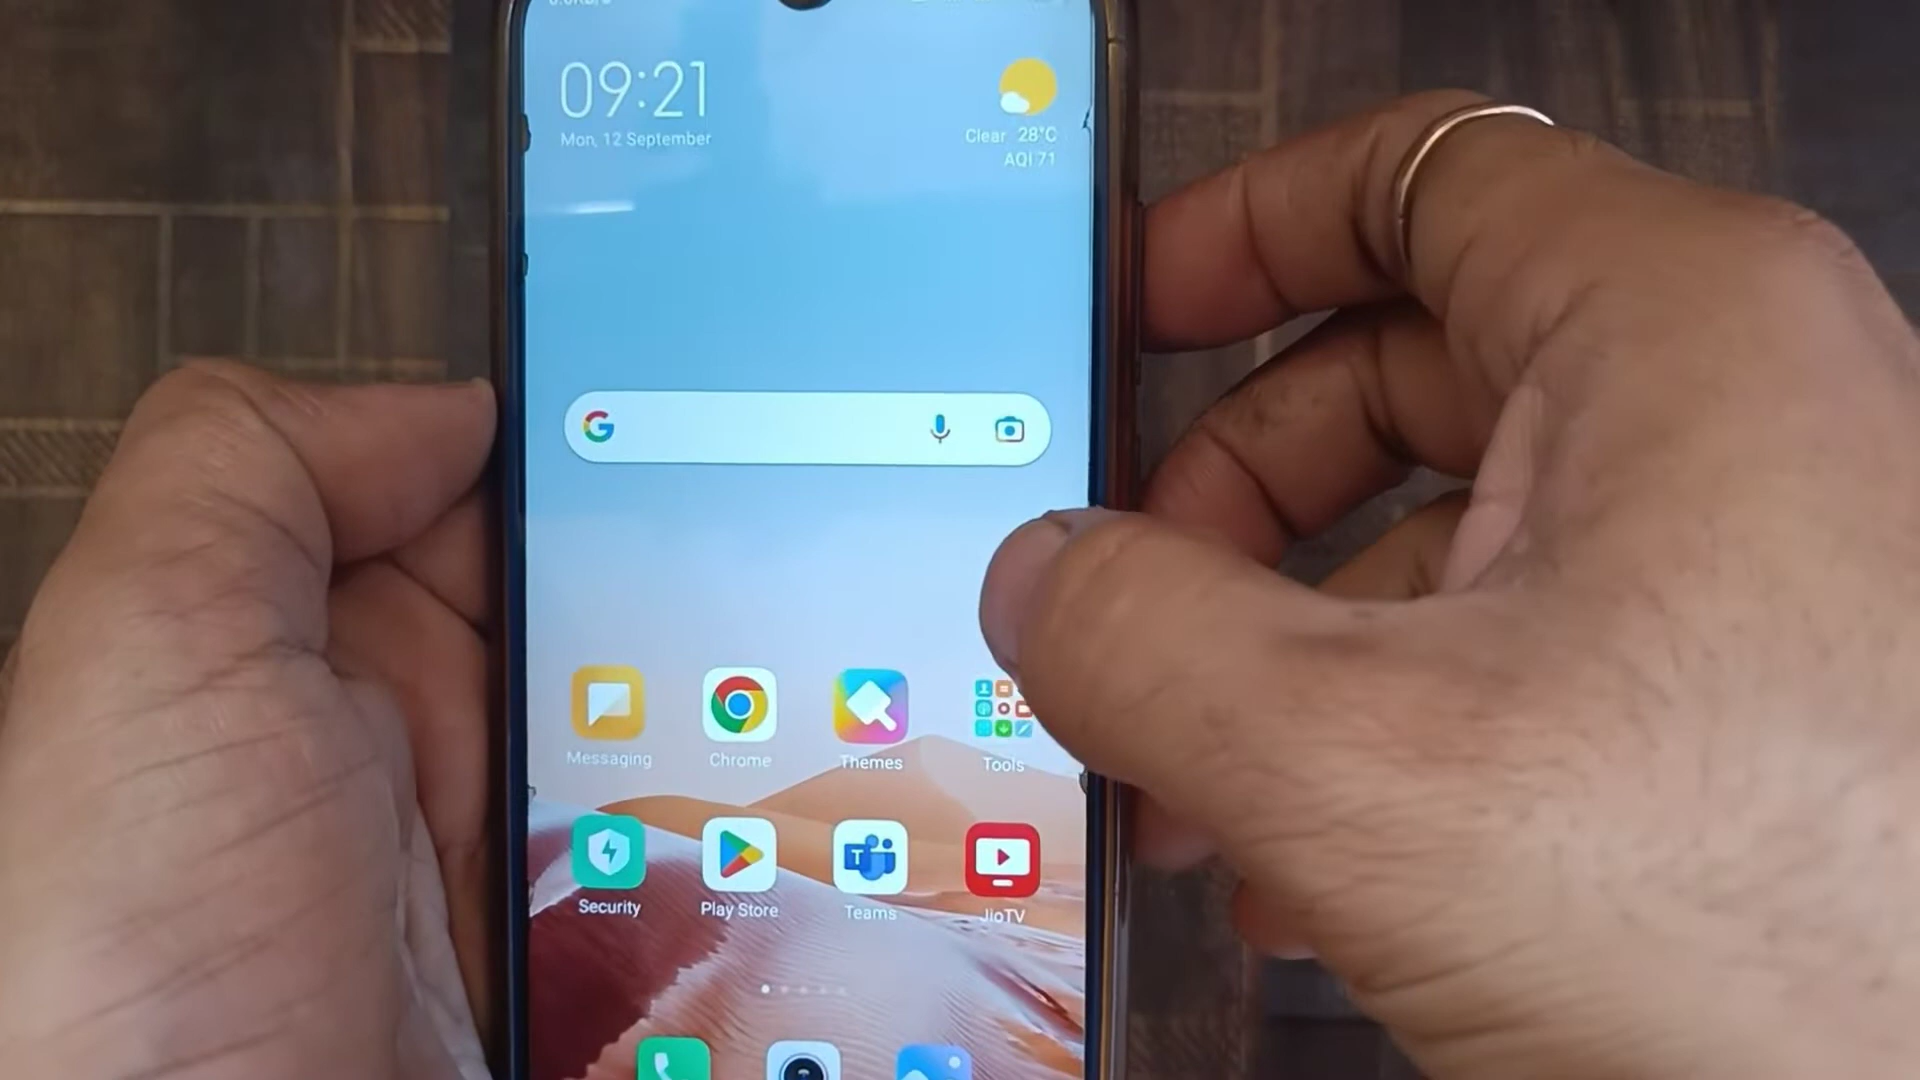 09:21
Mon, 12 September
Clear 28°C
AQI 71
Messaging
Chrome
Themes
Tools
Security
Play Store
Teams
JioTV